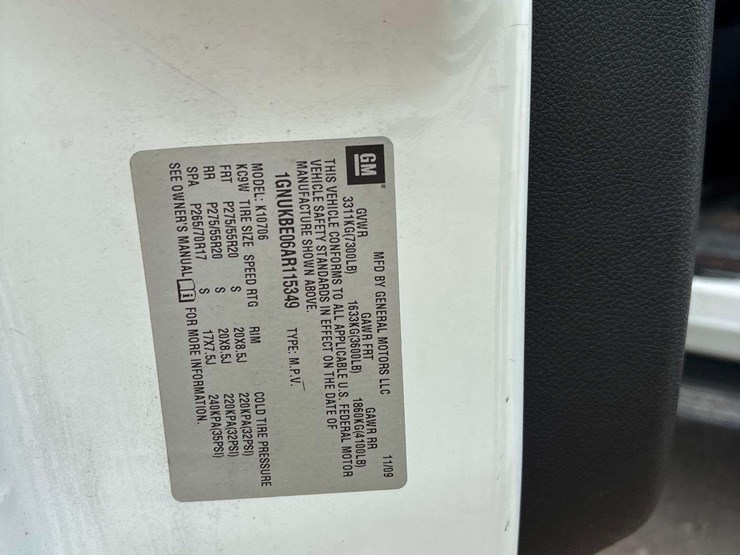 GM
MFD BY GENERAL MOTORS LLC 11/09
GVWR GAWR FRT GAWR RR
3311KG(7300LB) 1633KG(3600LB) 1860KG(4100LB)
THIS VEHICLE CONFORMS TO ALL APPLICABLE U.S. FEDERAL MOTOR
VEHICLE SAFETY STANDARDS IN EFFECT ON THE DATE OF
MANUFACTURE SHOWN ABOVE.
1GNUKBE06AR115349 TYPE: M.P.V.
MODEL: K10706
KC9W TIRE SIZE SPEED RTG RIM COLD TIRE PRESSURE
FRT P275/55R20 S 20X8.5J 220KPA(32PSI)
RR P275/55R20 S 20X8.5J 220KPA(32PSI)
SPA P265/70R17 S 17X7.5J 240KPA(35PSI)
SEE OWNER'S MANUAL FOR MORE INFORMATION.